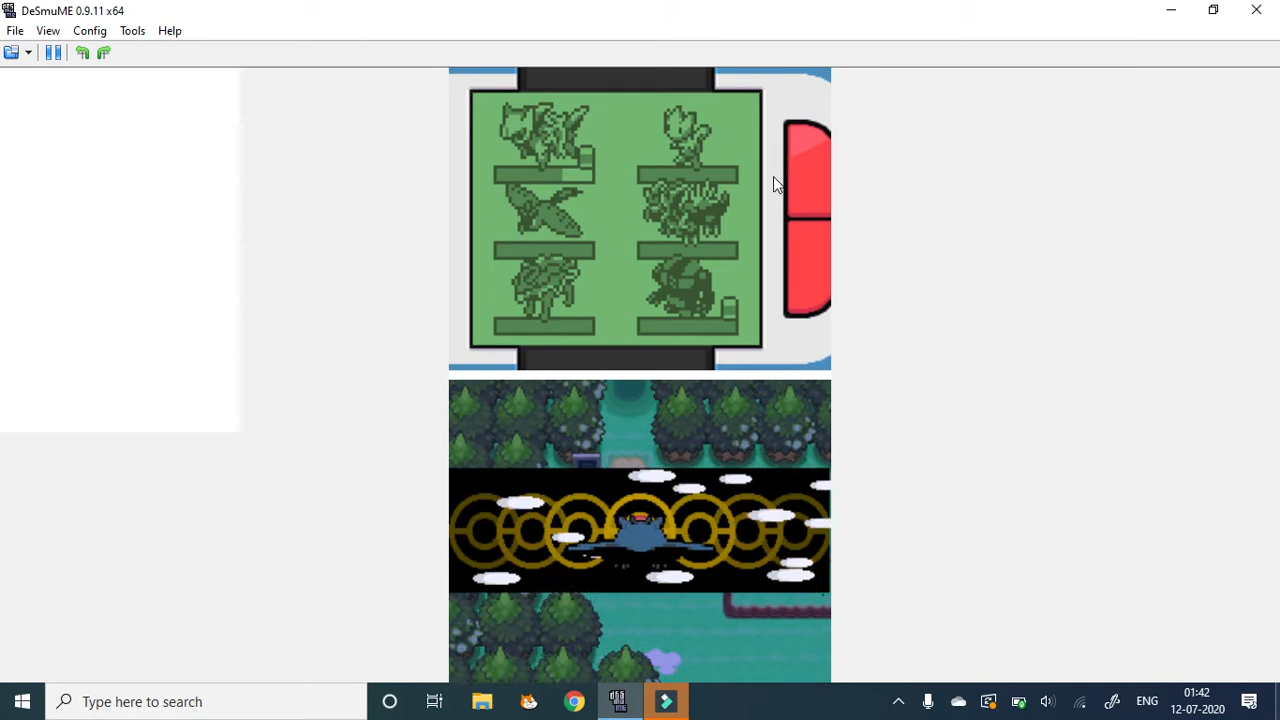 DeSmuME 0.9.11 x64
File View Config Tools Help
Type here to search
ENG
01:42
12-07-2020